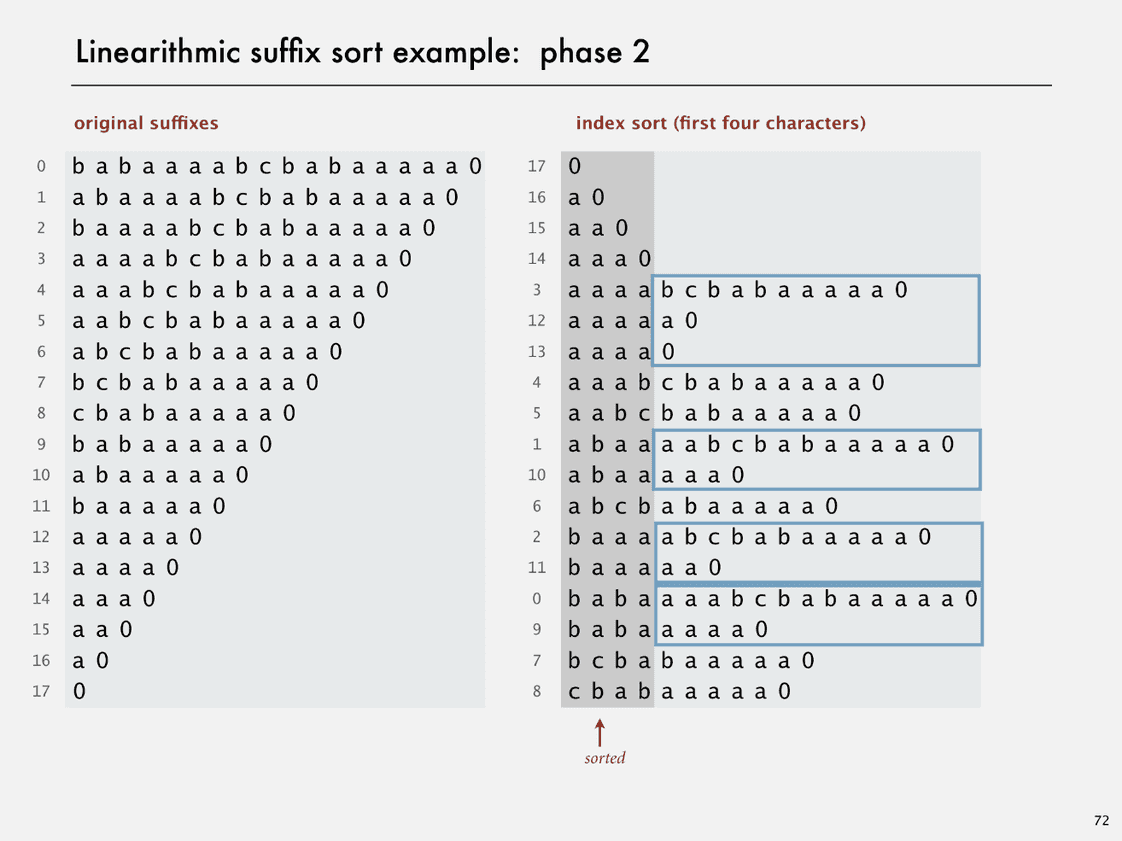 Linearithmic suffix sort example: phase 2
original suffixes
0 b a b a a a a b c b a b a a a a a 0
1 a b a a a a b c b a b a a a a a 0
2 b a a a a b c b a b a a a a a 0
3 a a a a b c b a b a a a a a 0
4 a a a b c b a b a a a a a 0
5 a a b c b a b a a a a a 0
6 a b c b a b a a a a a 0
7 b c b a b a a a a a 0
8 c b a b a a a a a 0
9 b a b a a a a a 0
10 a b a a a a a 0
11 b a a a a a 0
12 a a a a a 0
13 a a a a 0
14 a a a 0
15 a a 0
16 a 0
17 0
index sort (first four characters)
17 0
16 a 0
15 a a 0
14 a a a 0
3 a a a a b c b a b a a a a a 0
12 a a a a a 0
13 a a a a 0
4 a a a b c b a b a a a a a 0
5 a a b c b a b a a a a a 0
1 a b a a a a b c b a b a a a a a 0
10 a b a a a a a 0
6 a b c b a b a a a a a 0
2 b a a a a b c b a b a a a a a 0
11 b a a a a a 0
0 b a b a a a a b c b a b a a a a a 0
9 b a b a a a a a 0
7 b c b a b a a a a a 0
8 c b a b a a a a a 0
sorted
72